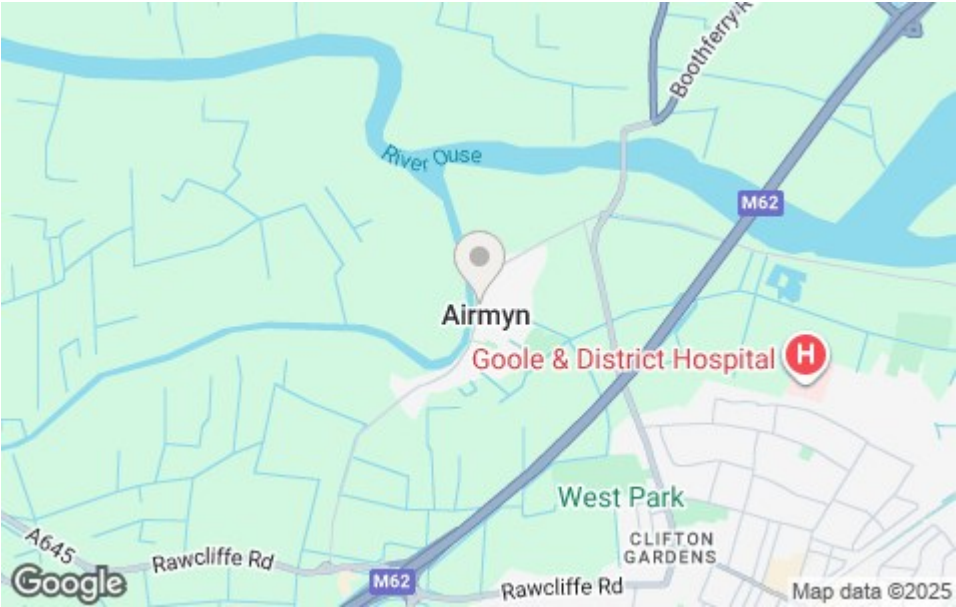 Boothferry R
River Ouse
M62
Airmyn
Goole & District Hospital
H
West Park
CLIFTON
GARDENS
A645
Rawcliffe Rd
M62
Rawcliffe Rd
Google
Map data ©2025